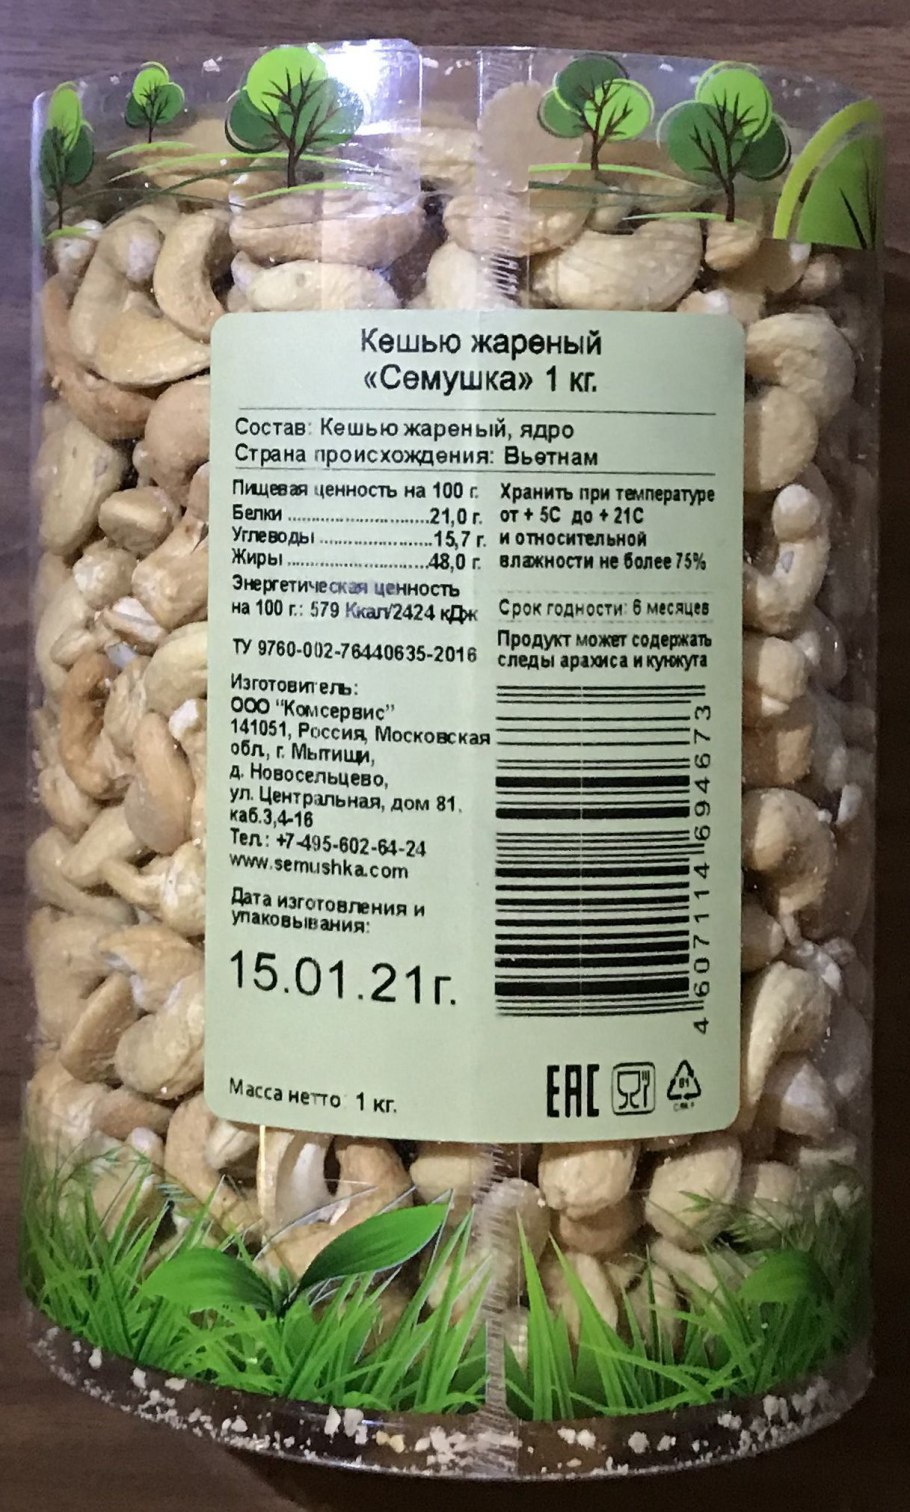 Кешью жареный
«Семушка» 1 кг.
Состав: Кешью жареный, ядро
Страна происхождения: Вьетнам
Пищевая ценность на 100 г.
Белки ..............................21,0 г.
Углеводы ........................15,7 г.
Жиры ..............................48,0 г.
Энергетическая ценность
на 100 г.: 579 Ккал/2424 кДж
ТУ 9760-002-76440635-2016
Изготовитель:
ООО "Комсервис"
141051, Россия, Московская
обл., г. Мытищи,
д. Новосельцево,
ул. Центральная, дом 81,
каб.3,4-16
Тел.: +7-495-602-64-24
www.semushka.com
Дата изготовления и
упаковывания:
15.01.21г.
Масса нетто 1 кг.
Хранить при температуре
от + 5С до + 21С
и относительной
влажности не более 75%
Срок годности: 6 месяцев
Продукт может содержать
следы арахиса и кунжута
4 607114 694673
ЕАС
01